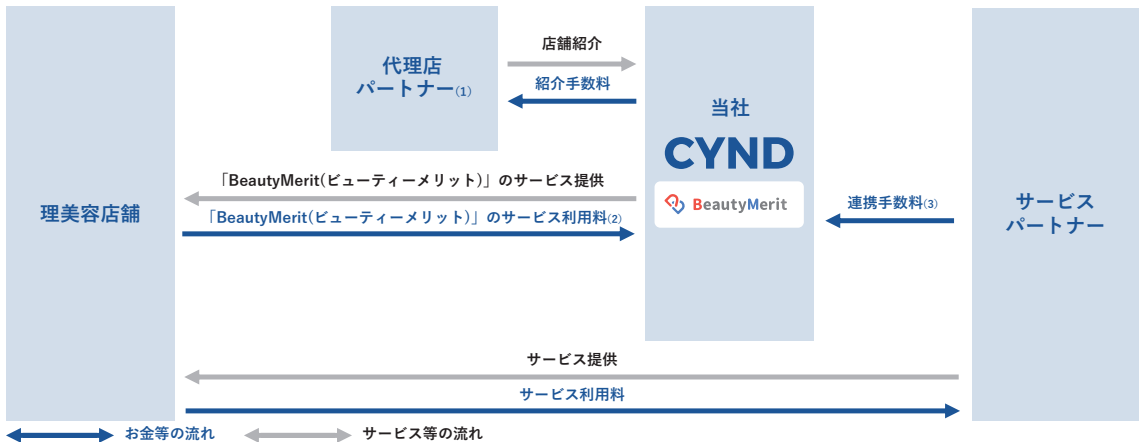 代理店
パートナー(1)
店舗紹介
紹介手数料
当社
CYND
BeautyMerit
「BeautyMerit(ビューティーメリット)」のサービス提供
「BeautyMerit(ビューティーメリット)」のサービス利用料(2)
理美容店舗
連携手数料(3)
サービス
パートナー
サービス提供
サービス利用料
お金等の流れ
サービス等の流れ